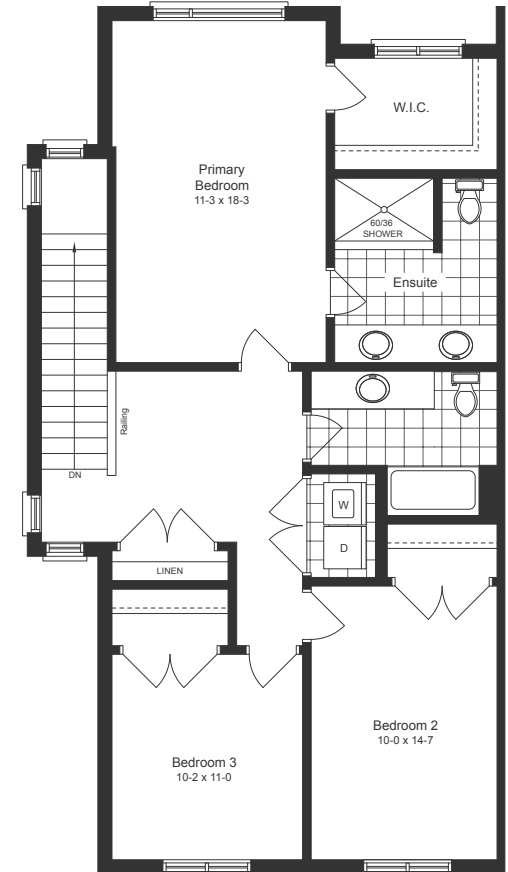 W.I.C.
Primary
Bedroom
11-3 x 18-3
60/36
SHOWER
Ensuite
Railing
DN
W
D
LINEN
Bedroom 2
10-0 x 14-7
Bedroom 3
10-2 x 11-0